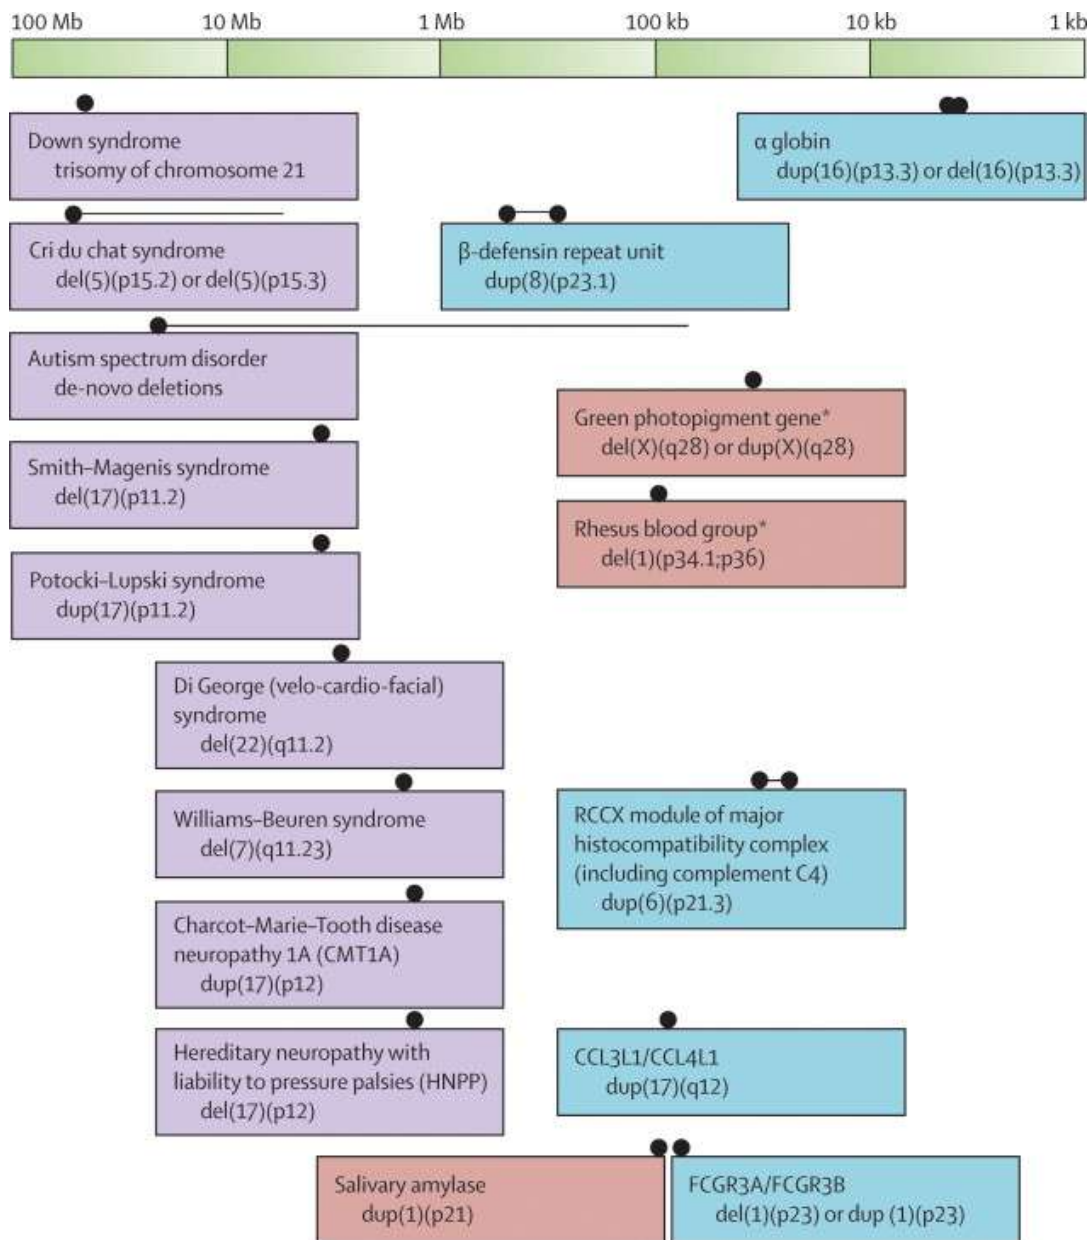 100 Mb 10 Mb 1 Mb 100 kb 10 kb 1 kb
Down syndrome
trisomy of chromosome 21
α globin
dup(16)(p13.3) or del(16)(p13.3)
Cri du chat syndrome
del(5)(p15.2) or del(5)(p15.3)
β-defensin repeat unit
dup(8)(p23.1)
Autism spectrum disorder
de-novo deletions
Green photopigment gene*
del(X)(q28) or dup(X)(q28)
Smith–Magenis syndrome
del(17)(p11.2)
Rhesus blood group*
del(1)(p34.1;p36)
Potocki–Lupski syndrome
dup(17)(p11.2)
Di George (velo-cardio-facial)
syndrome
del(22)(q11.2)
Williams–Beuren syndrome
del(7)(q11.23)
RCCX module of major
histocompatibility complex
(including complement C4)
dup(6)(p21.3)
Charcot–Marie–Tooth disease
neuropathy 1A (CMT1A)
dup(17)(p12)
Hereditary neuropathy with
liability to pressure palsies (HNPP)
del(17)(p12)
CCL3L1/CCL4L1
dup(17)(q12)
Salivary amylase
dup(1)(p21)
FCGR3A/FCGR3B
del(1)(p23) or dup (1)(p23)